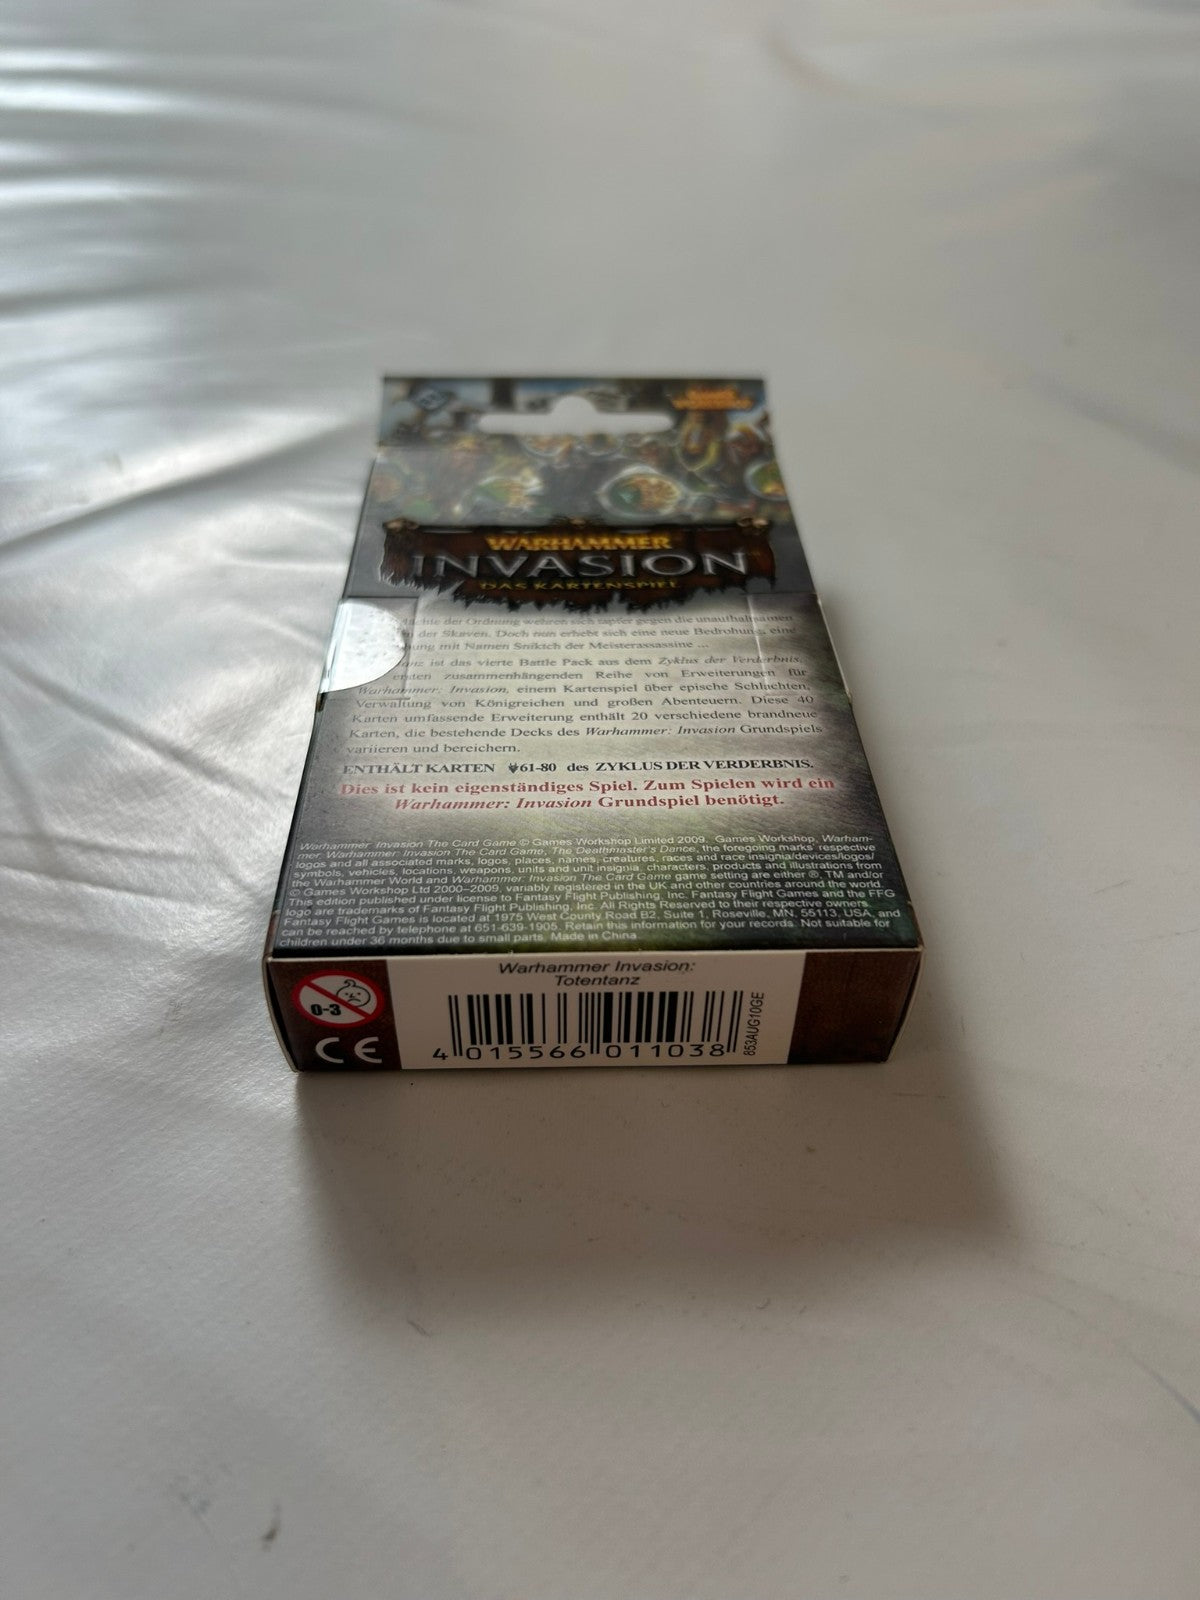 WARHAMMER
INVASION
DAS KARTENSPIEL
der Ordnung wehren sich tapfer gegen die unaufhaltsamen
der Skaven. Doch nun erhebt sich eine neue Bedrohung, eine
mit Namen Sniktch der Meisterassassine ...
ist das vierte Battle Pack aus dem Zyklus der Verderbnis,
ersten zusammenhängenden Reihe von Erweiterungen für
Warhammer: Invasion, einem Kartenspiel über epische Schlachten,
Verwaltung von Königreichen und großen Abenteuern. Diese 40
Karten umfassende Erweiterung enthält 20 verschiedene brandneue
Karten, die bestehende Decks des Warhammer: Invasion Grundspiels
variieren und bereichern.
ENTHÄLT KARTEN 61-80 des ZYKLUS DER VERDERBNIS.
Dies ist kein eigenständiges Spiel. Zum Spielen wird ein
Warhammer: Invasion Grundspiel benötigt.
Warhammer Invasion The Card Game © Games Workshop Limited 2009. Games Workshop, Warham-
mer, Warhammer: Invasion The Card Game, The Deathmaster's Dance, the foregoing marks' respective
logos and all associated marks, logos, places, names, creatures, races and race insignia/devices/logos/
symbols, vehicles, locations, weapons, units and unit insignia, characters, products and illustrations from
the Warhammer World and Warhammer: Invasion The Card Game game setting are either ®, TM and/or
© Games Workshop Ltd 2000–2009, variably registered in the UK and other countries around the world.
This edition published under license to Fantasy Flight Publishing, Inc. Fantasy Flight Games and the FFG
logo are trademarks of Fantasy Flight Publishing, Inc. All Rights Reserved to their respective owners.
Fantasy Flight Games is located at 1975 West County Road B2, Suite 1, Roseville, MN, 55113, USA, and
can be reached by telephone at 651-639-1905. Retain this information for your records. Not suitable for
children under 36 months due to small parts. Made in China.
Warhammer Invasion:
Totentanz
0-3
CE
4 015566 011038
853AUG10GE